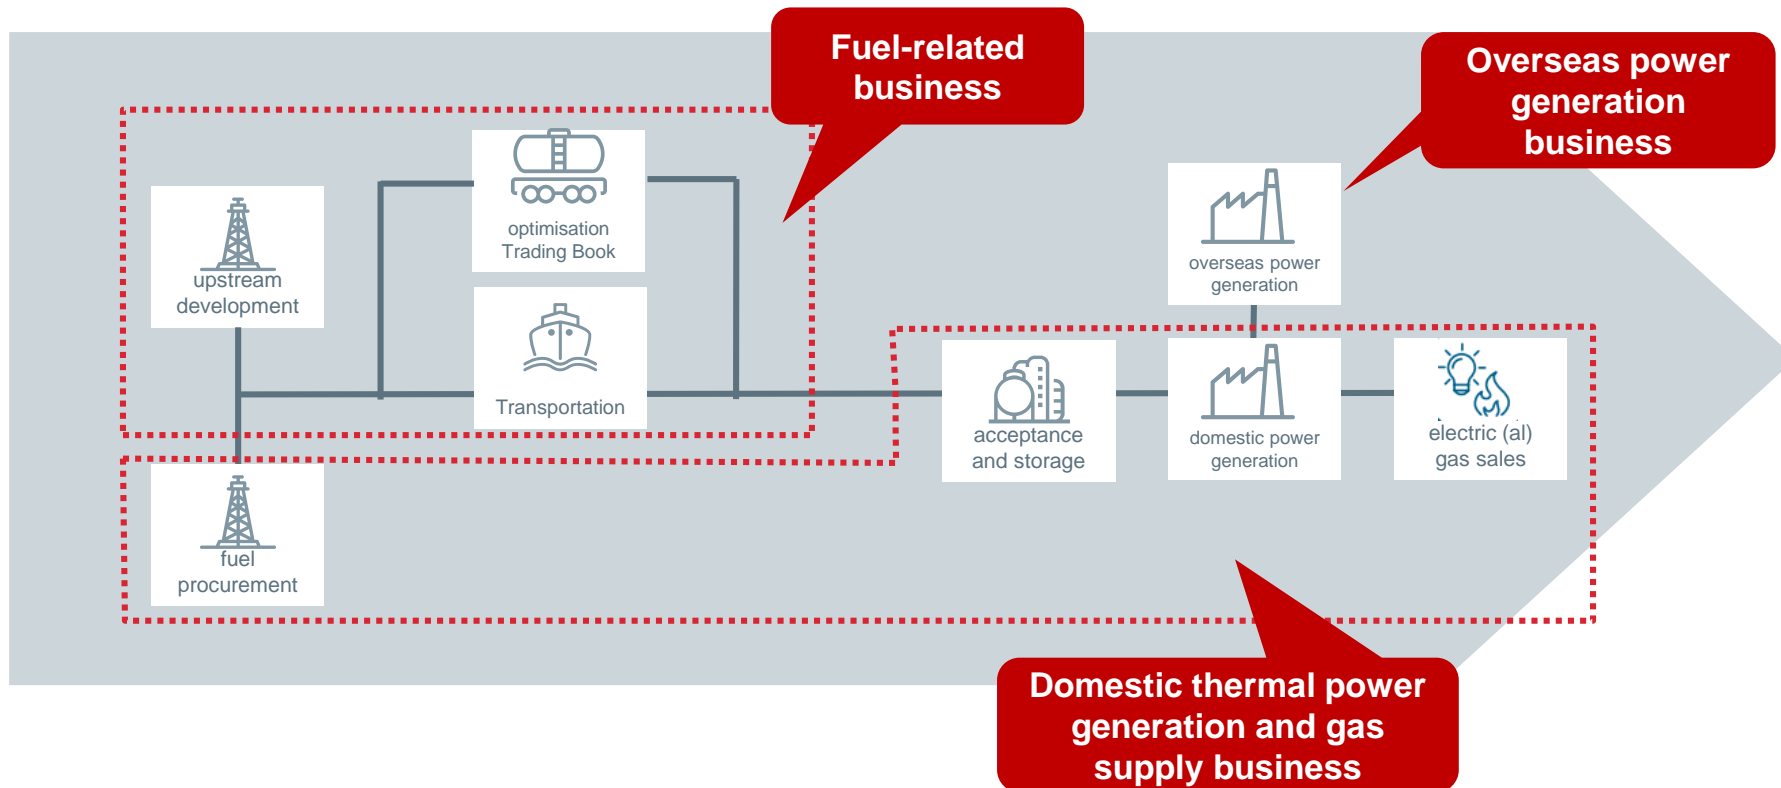 Fuel-related
business
Overseas power
generation
business
optimisation
Trading Book
upstream
development
overseas power
generation
Transportation
acceptance
and storage
domestic power
generation
electric (al)
gas sales
fuel
procurement
Domestic thermal power
generation and gas
supply business